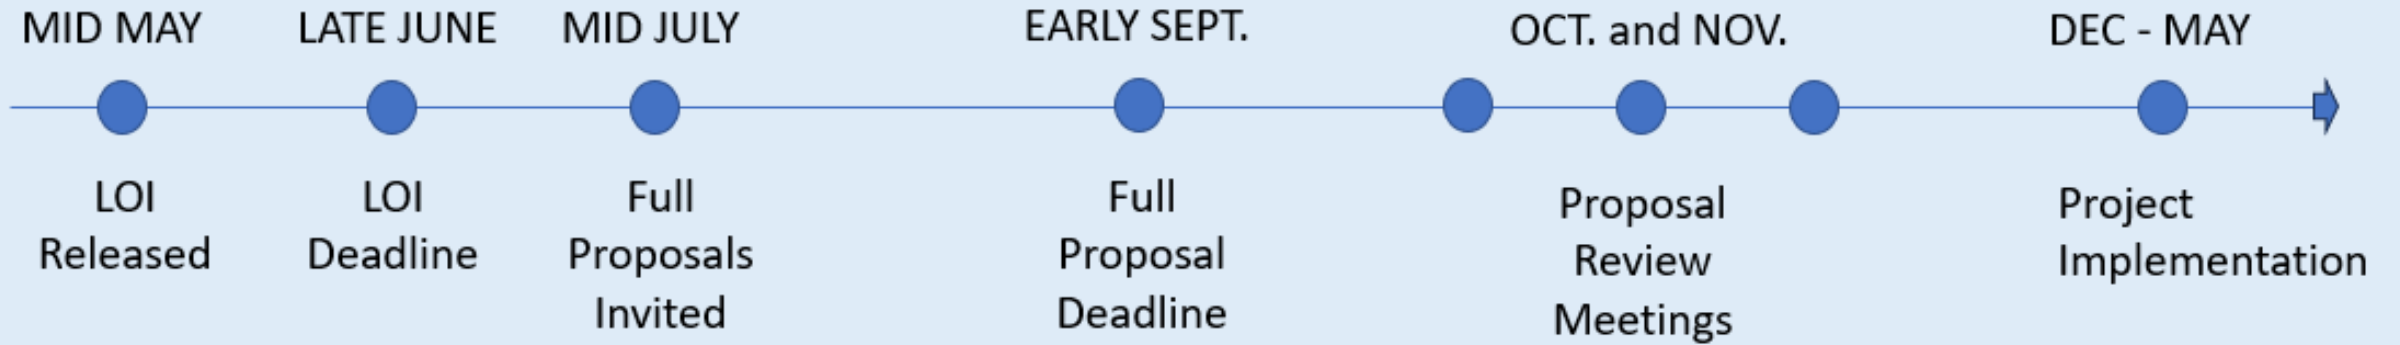 MID MAY
LATE JUNE
MID JULY
EARLY SEPT.
OCT. and NOV.
DEC - MAY
LOI
Released
LOI
Deadline
Full
Proposals
Invited
Full
Proposal
Deadline
Proposal
Review
Meetings
Project
Implementation